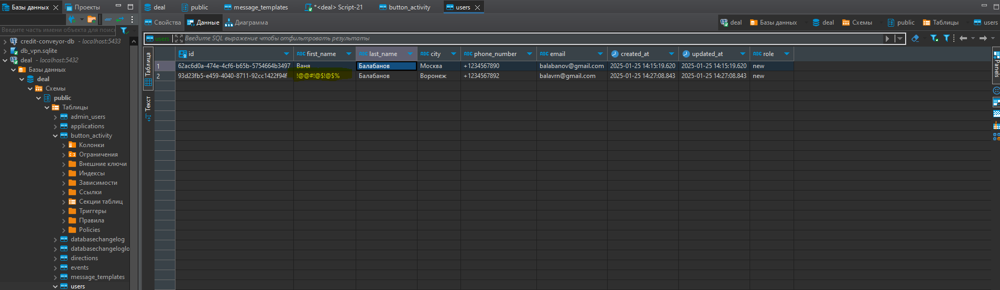 Базы данных Проекты
Введите часть имени объекта для поис
credit-conveyor-db - localhost:5433
db_vpn.sqlite
deal - localhost:5432
Базы данных
deal
Схемы
public
Таблицы
admin_users
applications
button_activity
Колонки
Ограничения
Внешние ключи
Индексы
Зависимости
Ссылки
Секции таблиц
Триггеры
Правила
Policies
databasechangelog
databasechangeloglo
directions
events
message_templates
users
deal public message_templates *<deal> Script-21 button_activity users
Свойства Данные Диаграмма
deal Базы данных deal Схемы public Таблицы users
users Введите SQL выражение чтобы отфильтровать результаты
Таблица
Текст
id first_name last_name city phone_number email created_at updated_at role
1 62ac6d0a-474e-4cf6-b65b-5754664b3497 Ваня Балабанов Москва +1234567890 balabanov@gmail.com 2025-01-25 14:15:19.620 2025-01-25 14:15:19.620 new
2 93d23fb5-e459-4040-8711-92cc1422f94f !@@#!@$!@$% Балабанов Воронеж +1234567892 balavrn@gmail.com 2025-01-25 14:27:08.843 2025-01-25 14:27:08.843 new
Panels